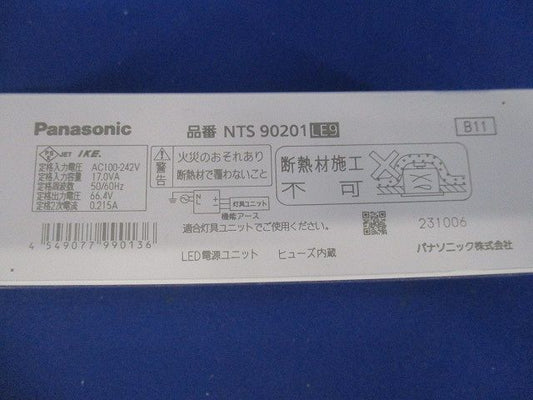 Panasonic
品番 NTS 90201 LE9
B11
PS E JET IKE.
定格入力電圧 AC100-242V
定格入力容量 17.0VA
定格周波数 50/60Hz
定格出力電圧 66.4V
定格2次電流 0.215A
警告
火災のおそれあり
断熱材で覆わないこと
N
L
灯具ユニット
機能アース
断熱材施工
不可
適合灯具ユニットでご使用ください。
231006
4 549077 990136
LED電源ユニット ヒューズ内蔵
パナソニック株式会社